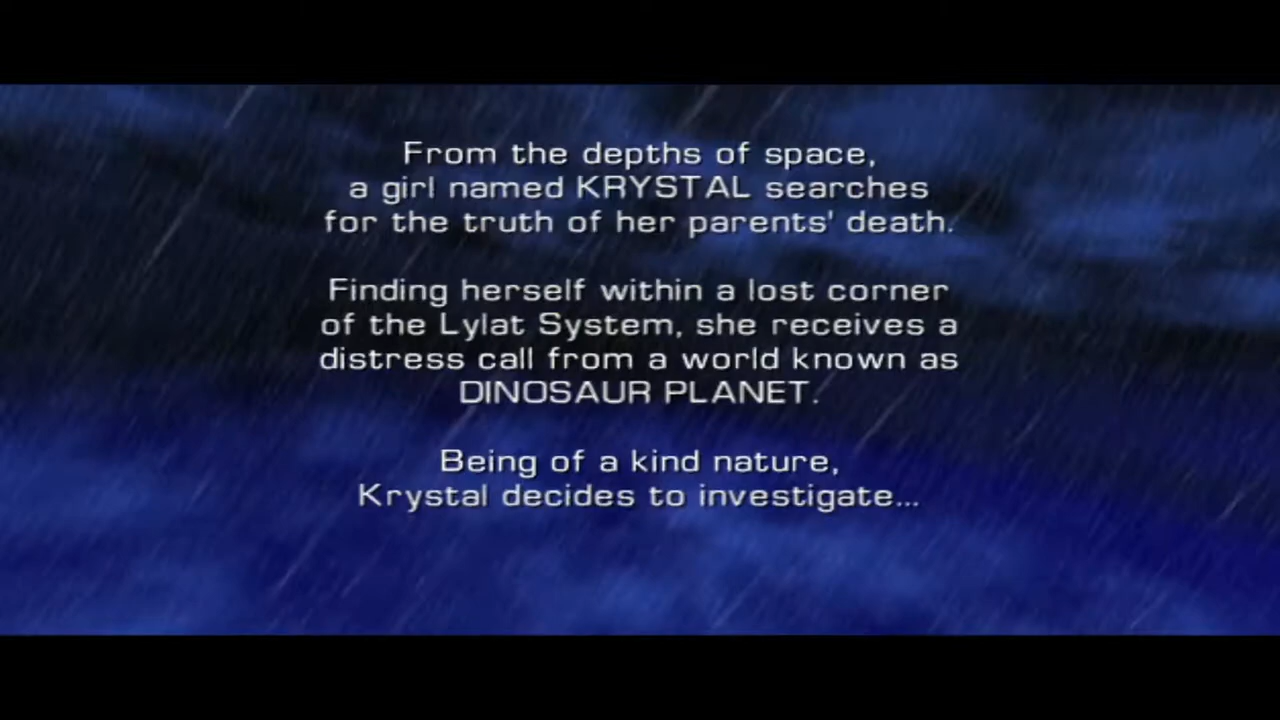 From the depths of space,
a girl named KRYSTAL searches
for the truth of her parents' death.
Finding herself within a lost corner
of the Lylat System, she receives a
distress call from a world known as
DINOSAUR PLANET.
Being of a kind nature,
Krystal decides to investigate...